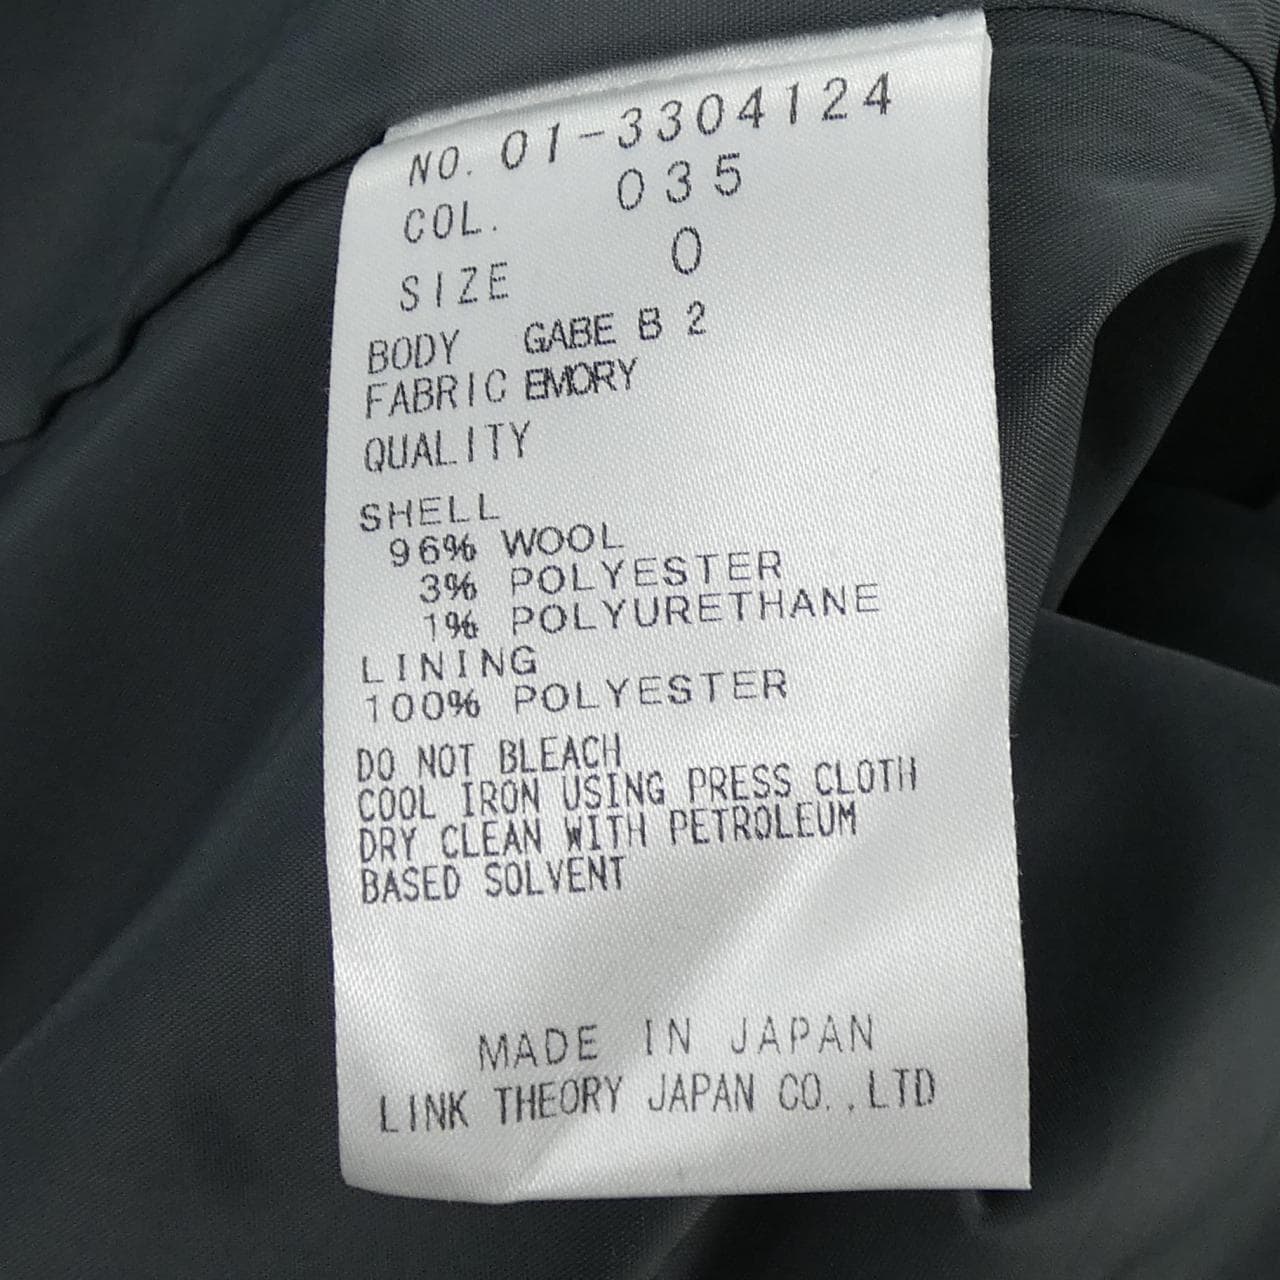 NO. 01-3304124
COL. 035
SIZE 0
BODY GABE B 2
FABRIC EMORY
QUALITY
SHELL
96% WOOL
3% POLYESTER
1% POLYURETHANE
LINING
100% POLYESTER
DO NOT BLEACH
COOL IRON USING PRESS CLOTH
DRY CLEAN WITH PETROLEUM
BASED SOLVENT
MADE IN JAPAN
LINK THEORY JAPAN CO.,LTD